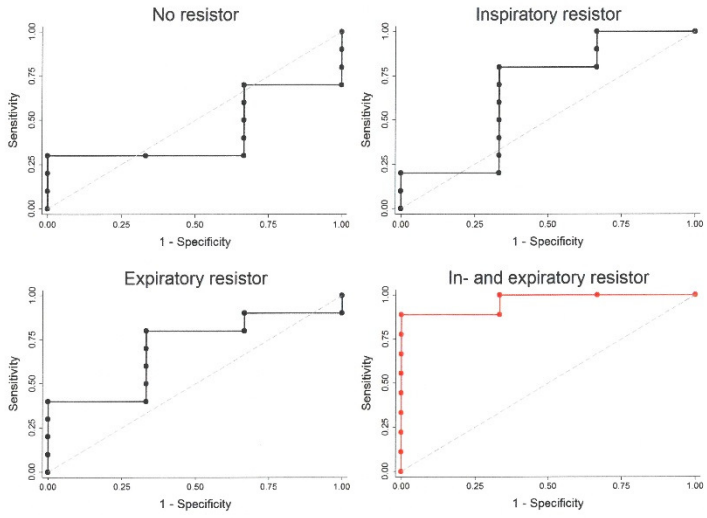 No resistor
Sensitivity
1.00
0.75
0.50
0.25
0.00
0.00 0.25 0.50 0.75 1.00
1 - Specificity
Inspiratory resistor
Sensitivity
1.00
0.75
0.50
0.25
0.00
0.00 0.25 0.50 0.75 1.00
1 - Specificity
Expiratory resistor
Sensitivity
1.00
0.75
0.50
0.25
0.00
0.00 0.25 0.50 0.75 1.00
1 - Specificity
In- and expiratory resistor
Sensitivity
1.00
0.75
0.50
0.25
0.00
0.00 0.25 0.50 0.75 1.00
1 - Specificity